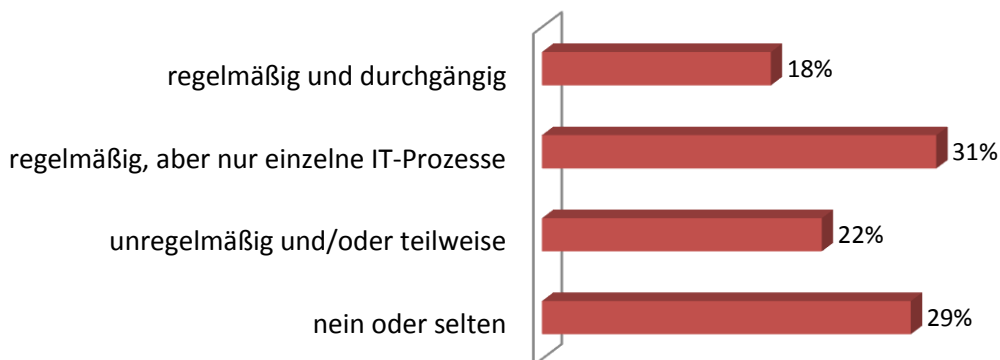 regelmäßig und durchgängig 18%
regelmäßig, aber nur einzelne IT-Prozesse 31%
unregelmäßig und/oder teilweise 22%
nein oder selten 29%